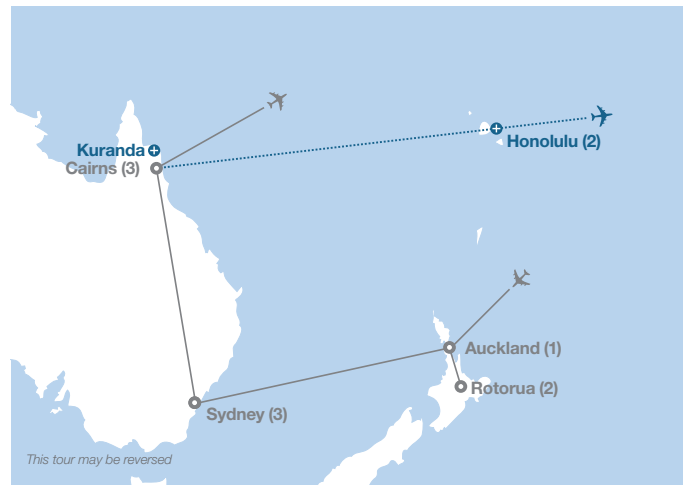 Kuranda
Cairns (3)
Honolulu (2)
Auckland (1)
Rotorua (2)
Sydney (3)
This tour may be reversed